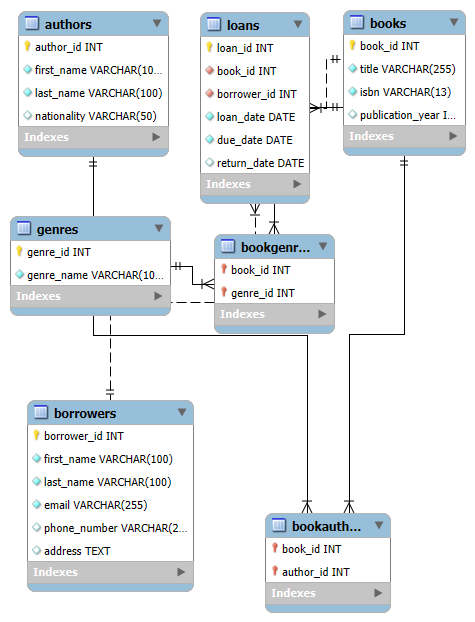 authors
author_id INT
first_name VARCHAR(10...
last_name VARCHAR(100)
nationality VARCHAR(50)
Indexes
loans
loan_id INT
book_id INT
borrower_id INT
loan_date DATE
due_date DATE
return_date DATE
Indexes
books
book_id INT
title VARCHAR(255)
isbn VARCHAR(13)
publication_year I...
Indexes
genres
genre_id INT
genre_name VARCHAR(10...
Indexes
bookgenr...
book_id INT
genre_id INT
Indexes
borrowers
borrower_id INT
first_name VARCHAR(100)
last_name VARCHAR(100)
email VARCHAR(255)
phone_number VARCHAR(2...
address TEXT
Indexes
bookauth...
book_id INT
author_id INT
Indexes